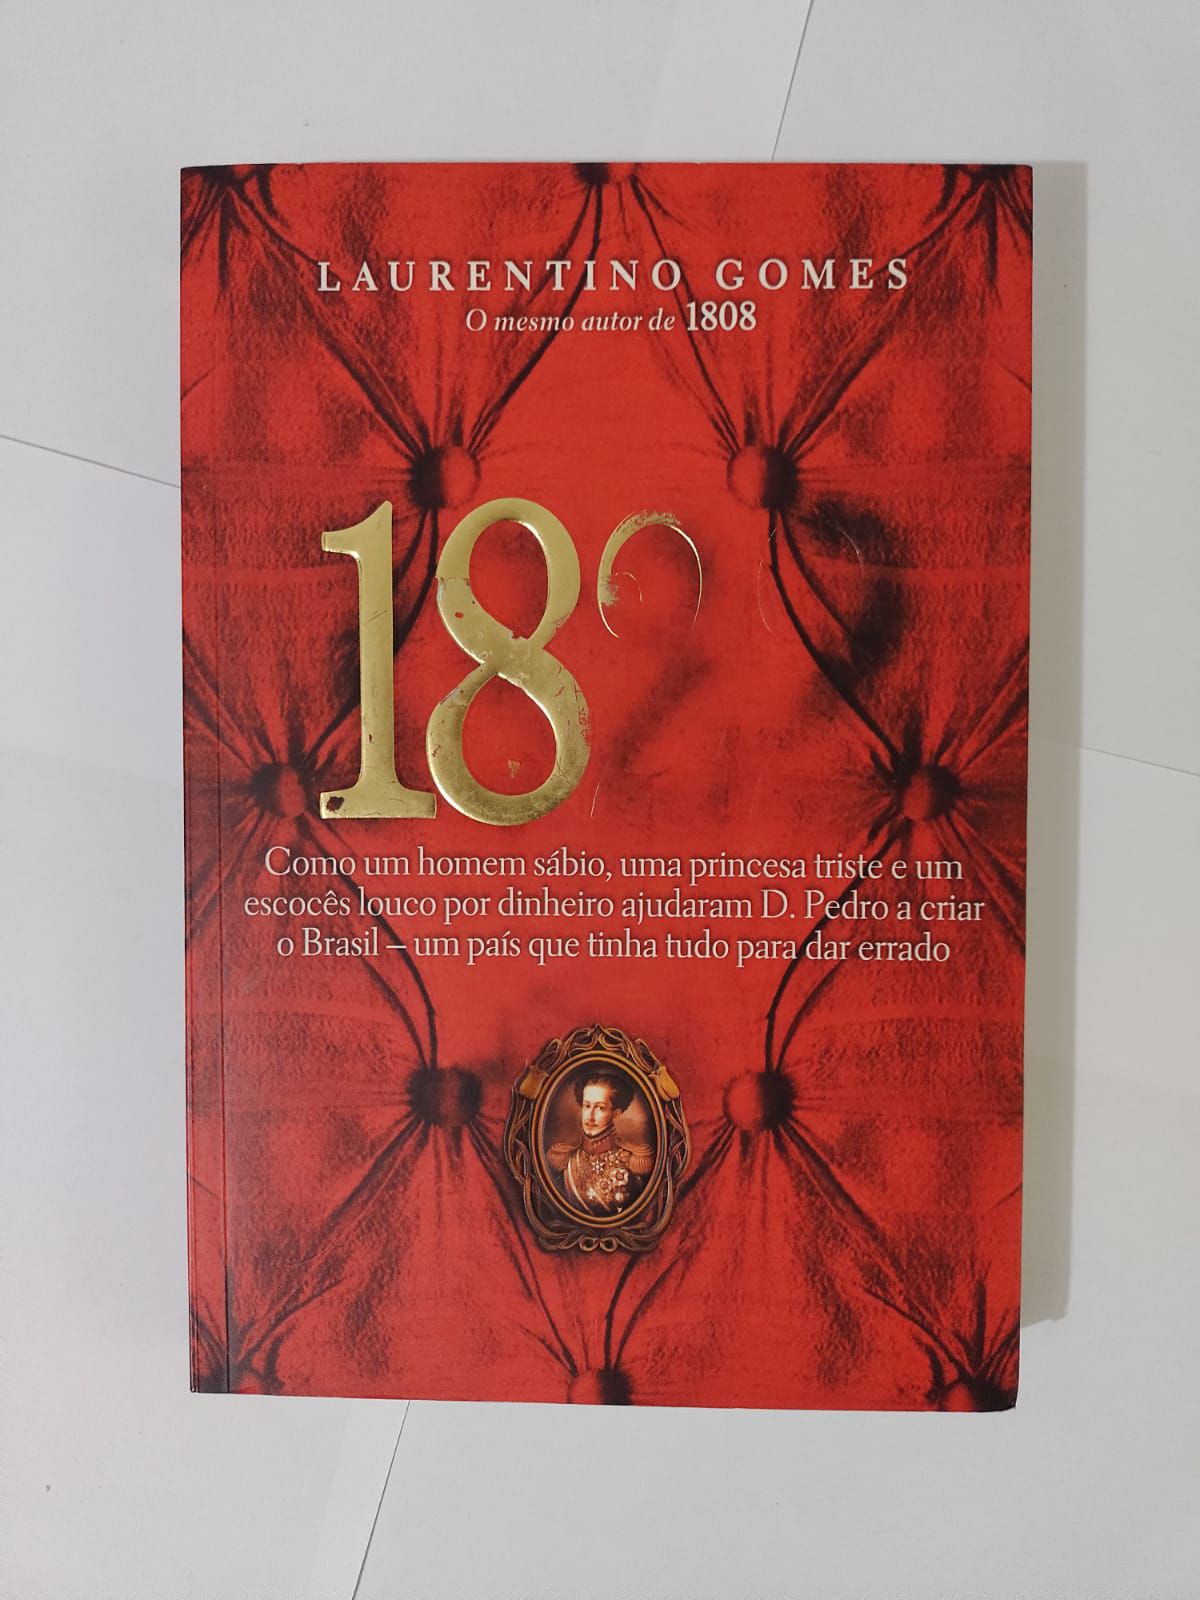 LAURENTINO GOMES
O mesmo autor de 1808
18
Como um homem sábio, uma princesa triste e um
escocês louco por dinheiro ajudaram D. Pedro a criar
o Brasil – um país que tinha tudo para dar errado